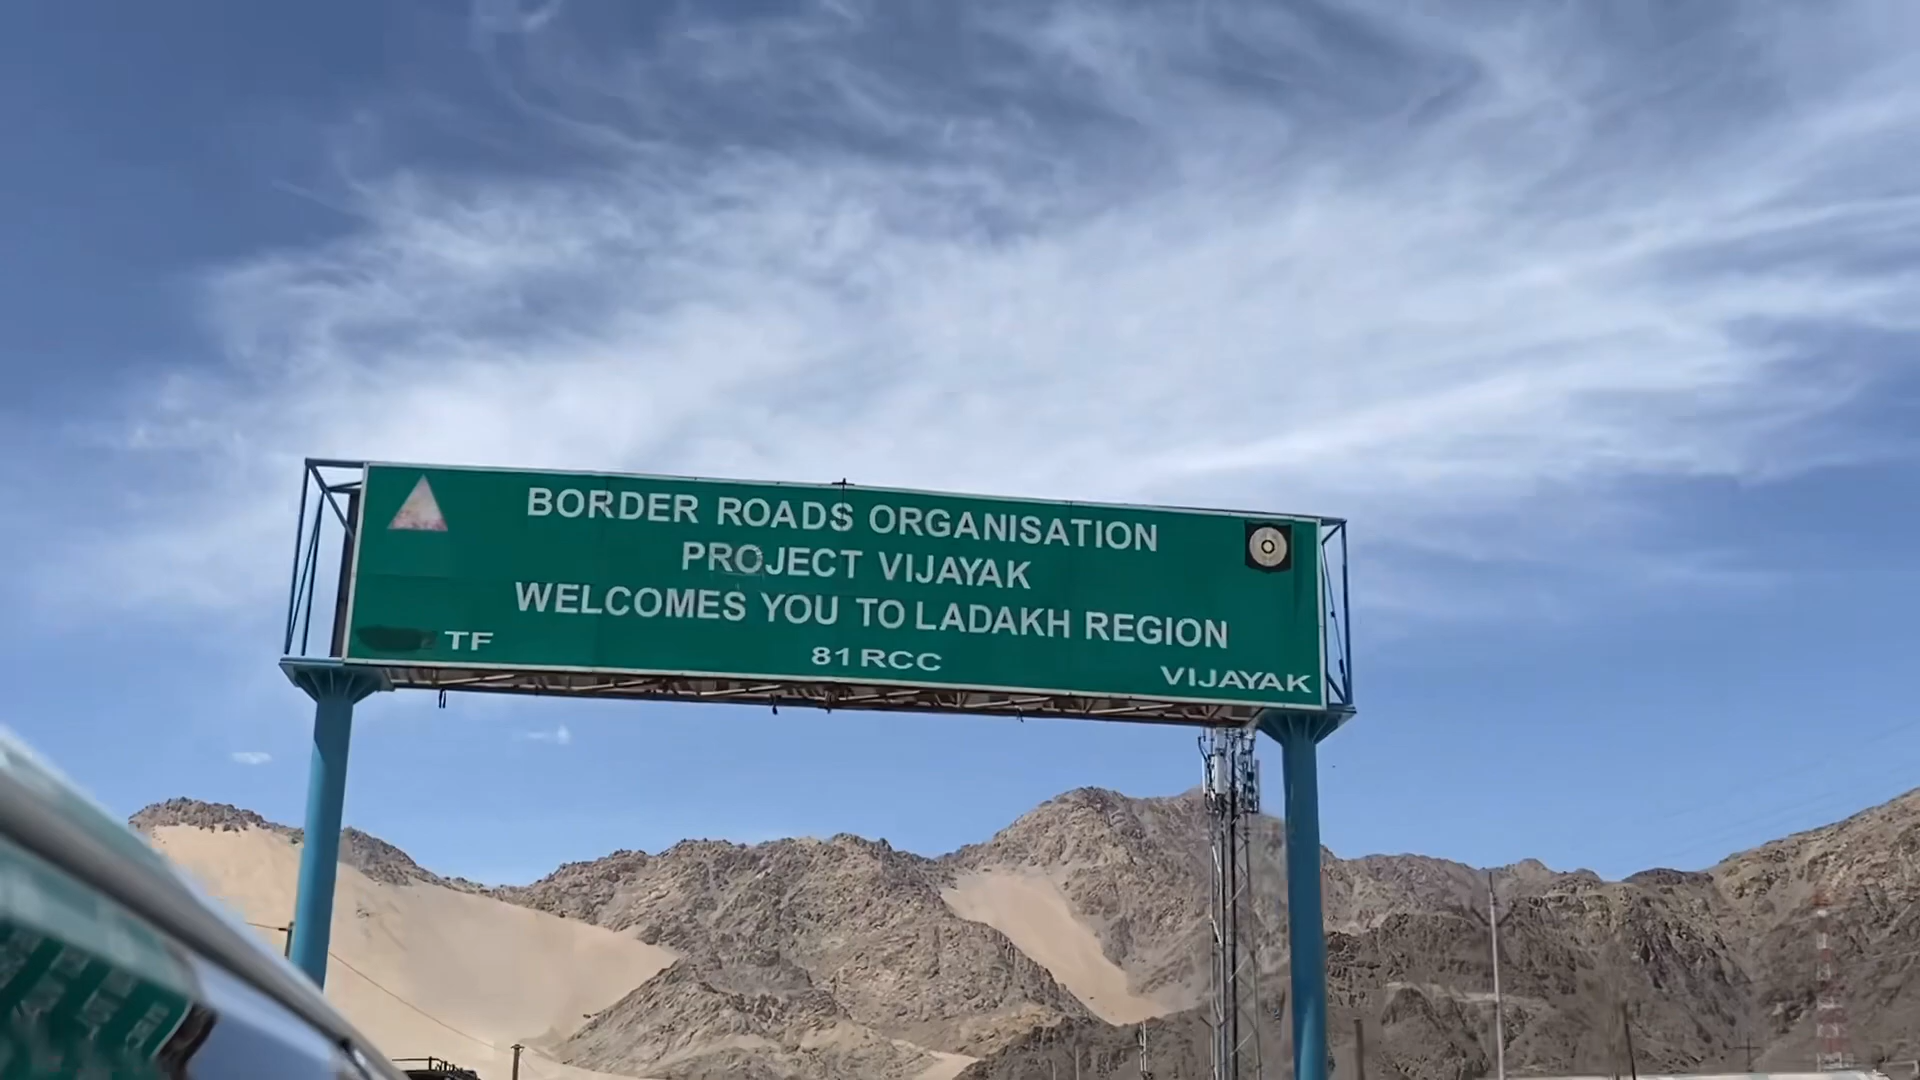 BORDER ROADS ORGANISATION
PROJECT VIJAYAK
WELCOMES YOU TO LADAKH REGION
TF
81 RCC
VIJAYAK